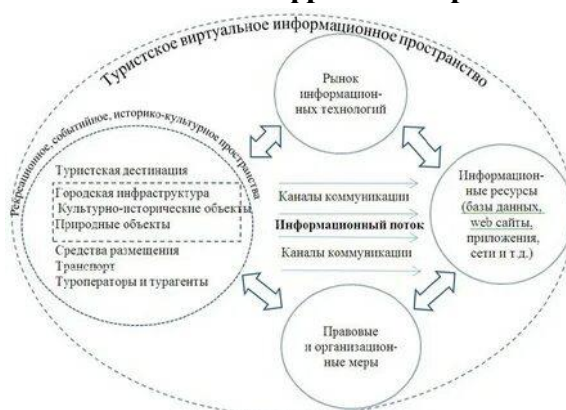 Туристское виртуальное информационное пространство
Рынок
информацион-
ных технологий
Рекреационное, событийное, историко-культурное пространства
Туристская дестинация
Городская инфраструктура
Культурно-исторические объекты
Природные объекты
Средства размещения
Транспорт
Туроператоры и турагенты
Каналы коммуникации
Информационный поток
Каналы коммуникации
Информацион-
ные ресурсы
(базы данных,
web сайты,
приложения,
сети и т.д.)
Правовые
и организацион-
ные меры